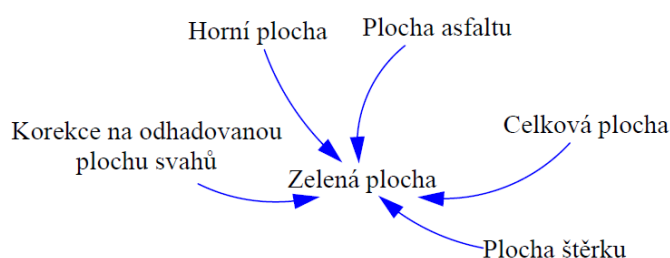 Horní plocha
Plocha asfaltu
Korekce na odhadovanou
plochu svahů
Celková plocha
Zelená plocha
Plocha štěrku